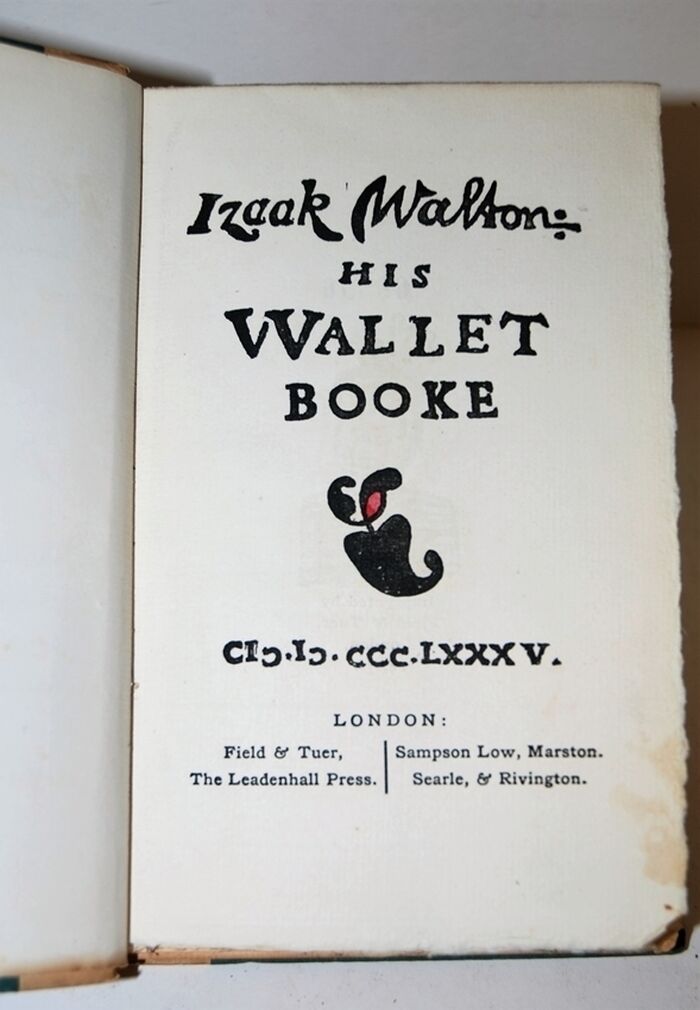 Izaak Walton:
HIS
WALLET
BOOKE
CIↃ.IↃ.CCC.LXXXV.
LONDON:
Field & Tuer,
The Leadenhall Press.
Sampson Low, Marston.
Searle, & Rivington.